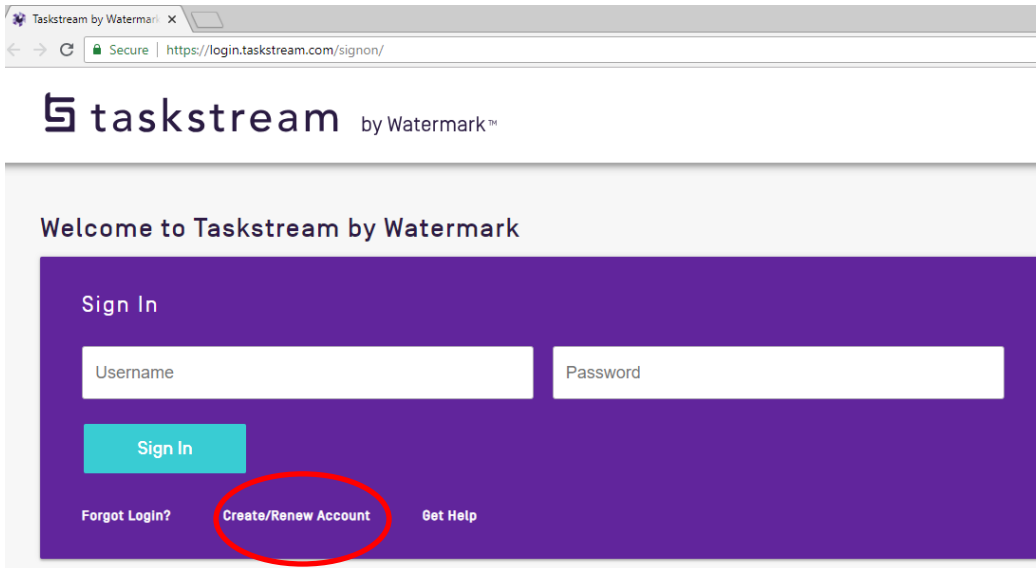 Taskstream by Watermark
Secure | https://login.taskstream.com/signon/
taskstream by Watermark™
Welcome to Taskstream by Watermark
Sign In
Username Password
Sign In
Forgot Login? Create/Renew Account Get Help